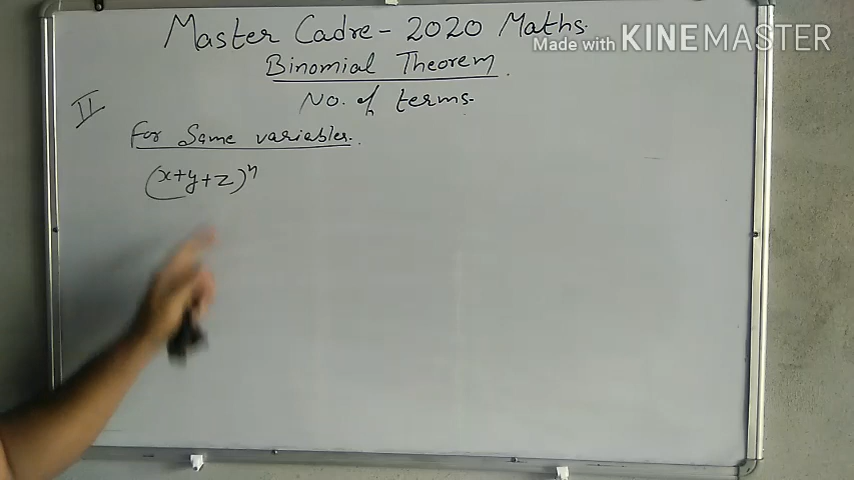 Master Cadre - 2020 Maths.
Made with KINEMASTER
Binomial Theorem.
No. of terms.
II
For Same variables.
(x+y+z)^n